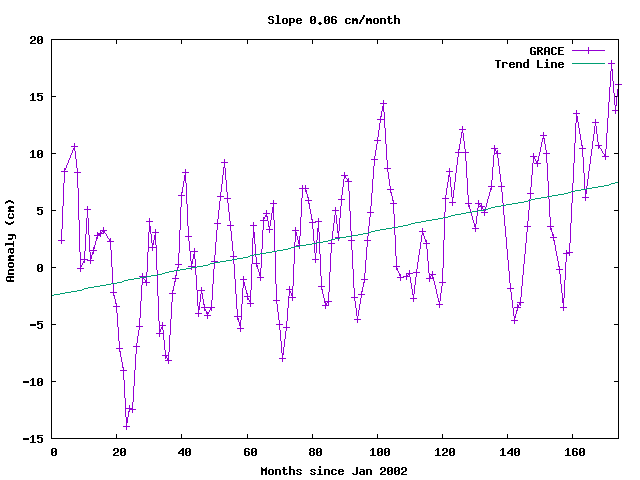 Slope 0.06 cm/month
GRACE
Trend Line
20
15
10
5
0
-5
-10
-15
Anomaly (cm)
0 20 40 60 80 100 120 140 160
Months since Jan 2002